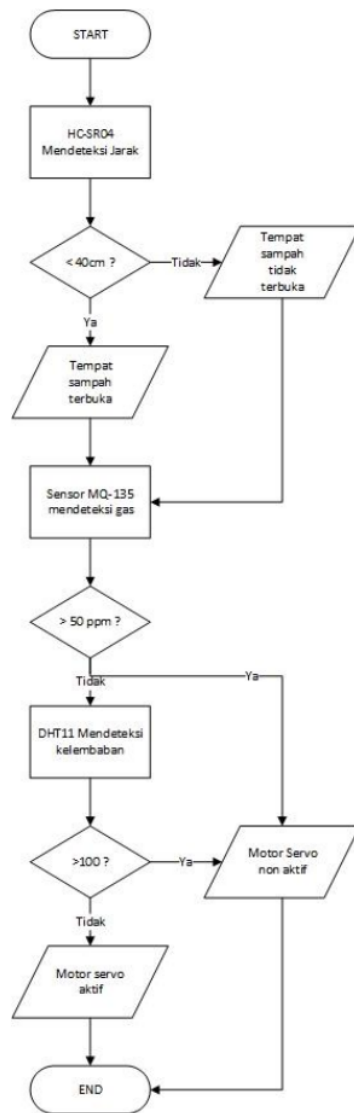 START
HC-SR04
Mendeteksi Jarak
< 40cm ?
Tidak
Tempat
sampah
tidak
terbuka
Ya
Tempat
sampah
terbuka
Sensor MQ-135
mendeteksi gas
> 50 ppm ?
Tidak
Ya
DHT11 Mendeteksi
kelembaban
>100 ?
Ya
Motor Servo
non aktif
Tidak
Motor servo
aktif
END